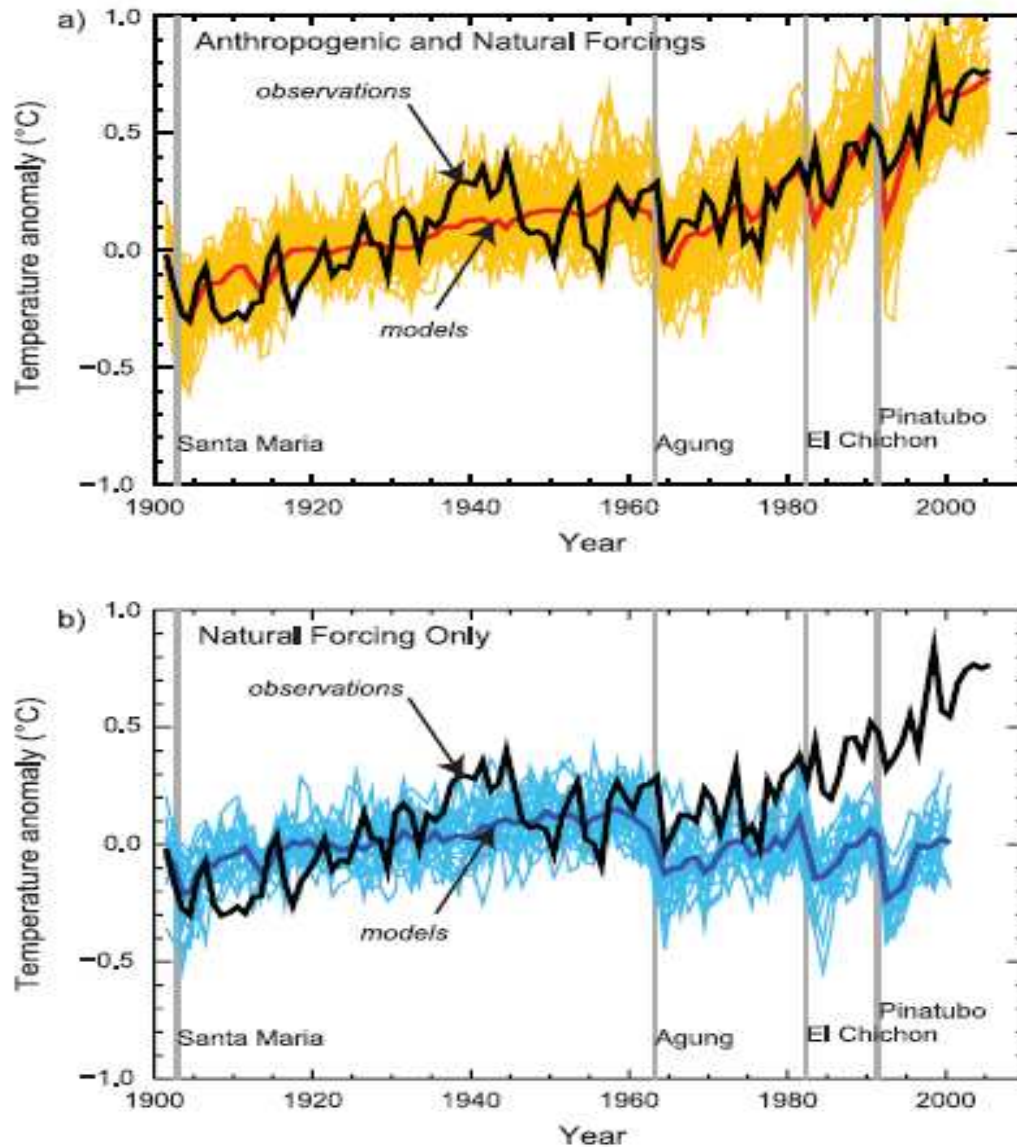 a)
Anthropogenic and Natural Forcings
observations
models
Temperature anomaly (°C)
1.0
0.5
0.0
−0.5
−1.0
Santa Maria
Agung
El Chichon
Pinatubo
1900 1920 1940 1960 1980 2000
Year
b)
Natural Forcing Only
observations
models
Temperature anomaly (°C)
1.0
0.5
0.0
−0.5
−1.0
Santa Maria
Agung
El Chichon
Pinatubo
1900 1920 1940 1960 1980 2000
Year